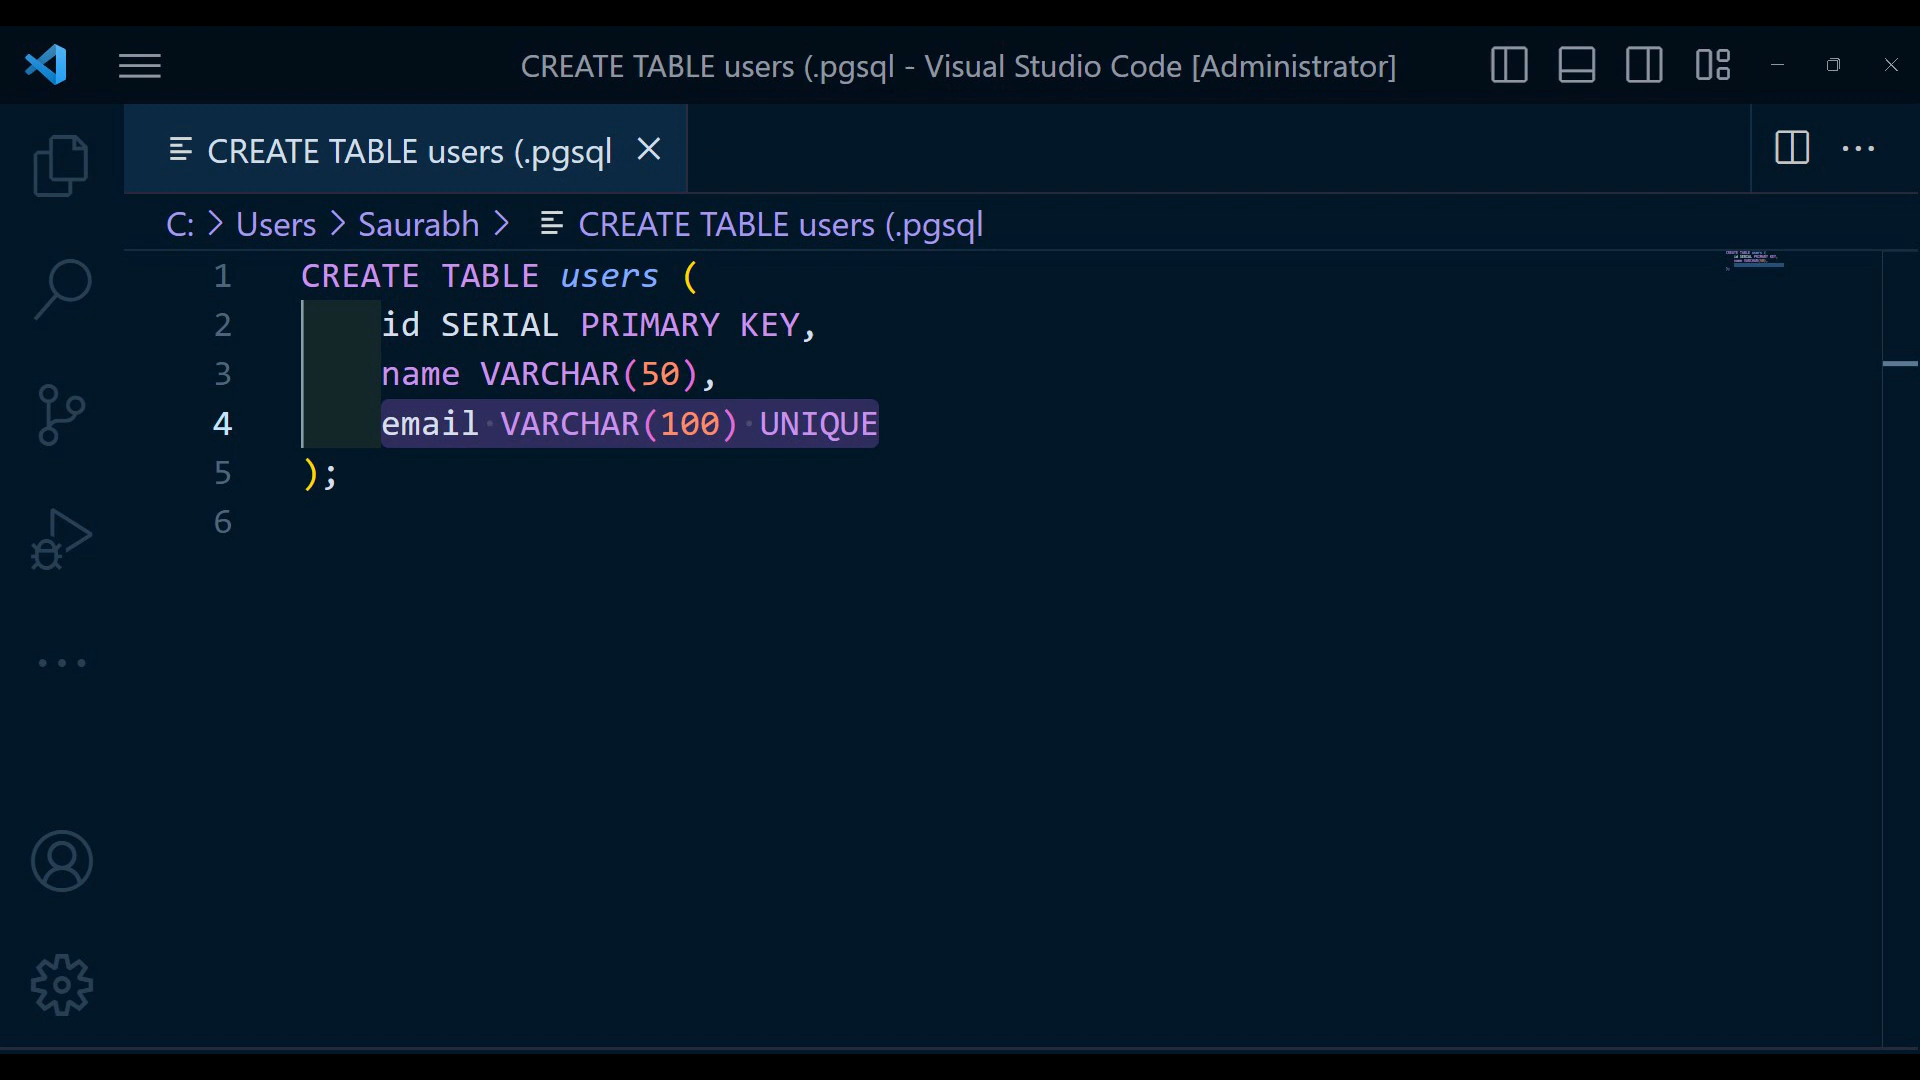 CREATE TABLE users (.pgsql - Visual Studio Code [Administrator]
CREATE TABLE users (.pgsql
C: > Users > Saurabh > CREATE TABLE users (.pgsql
1 CREATE TABLE users (
2 id SERIAL PRIMARY KEY,
3 name VARCHAR(50),
4 email VARCHAR(100) UNIQUE
5 );
6